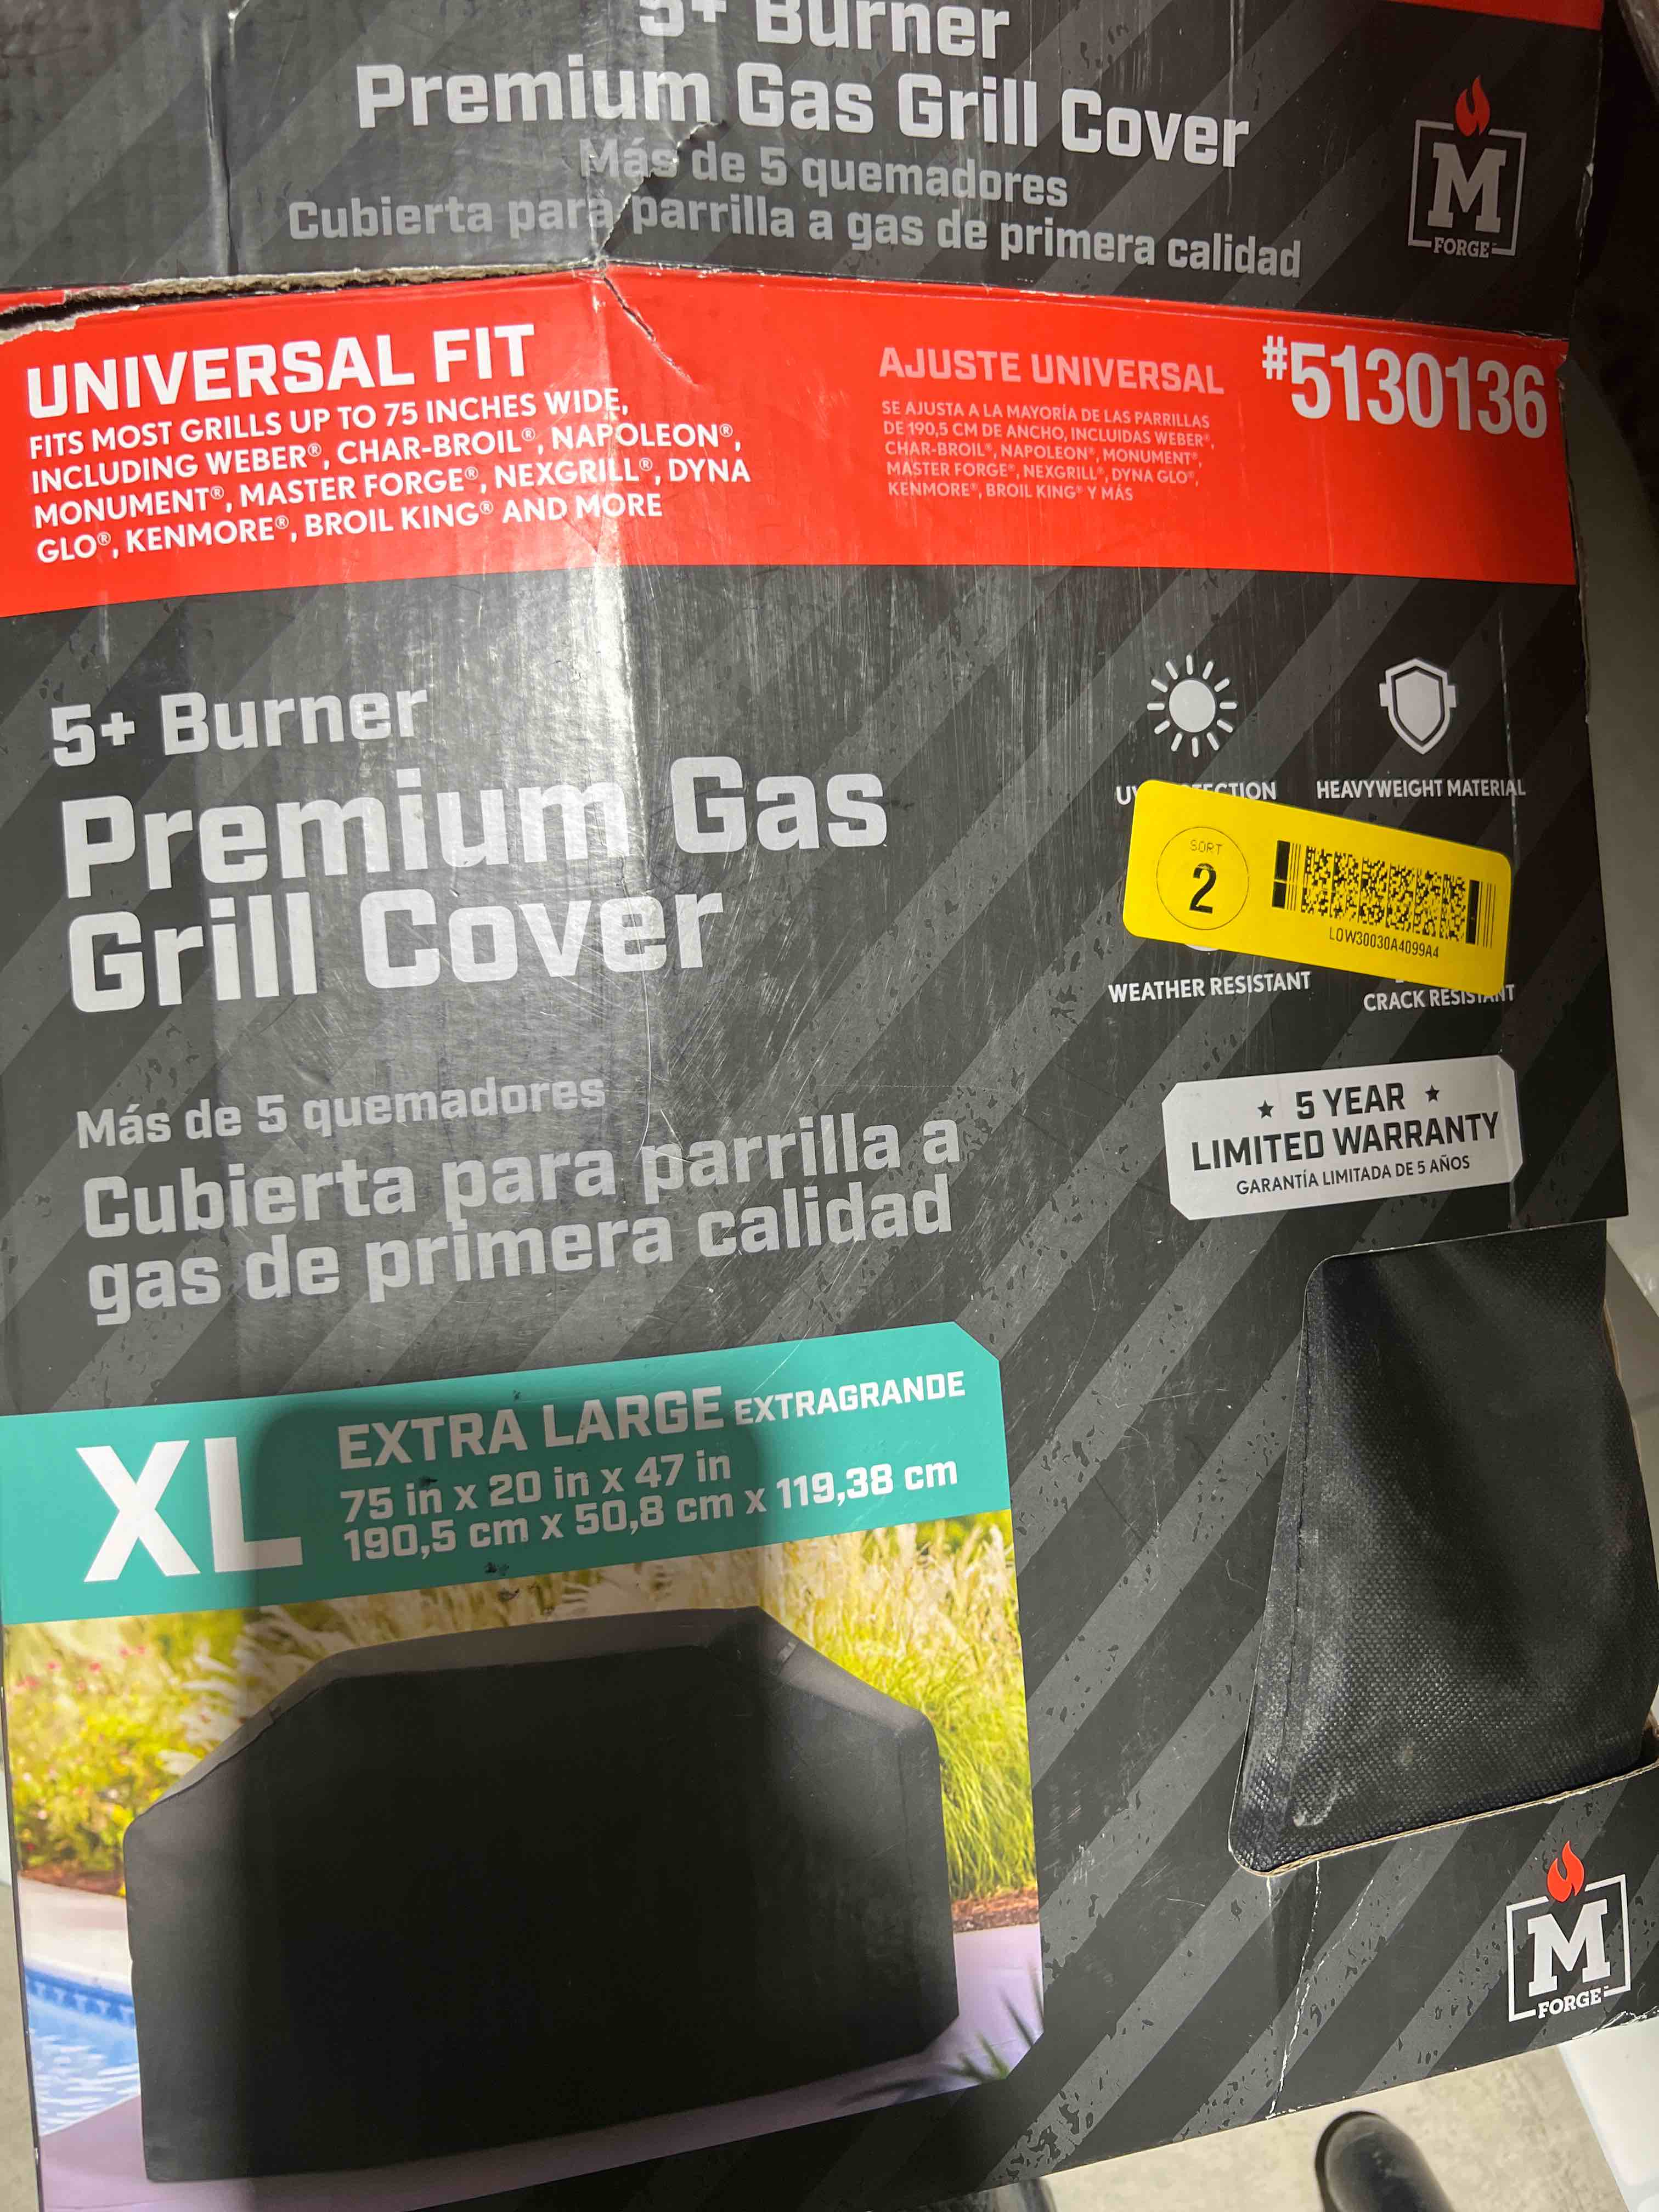 5+ Burner
Premium Gas Grill Cover
Más de 5 quemadores
Cubierta para parrilla a gas de primera calidad
M
FORGE
UNIVERSAL FIT
FITS MOST GRILLS UP TO 75 INCHES WIDE,
INCLUDING WEBER®, CHAR-BROIL®, NAPOLEON®,
MONUMENT®, MASTER FORGE®, NEXGRILL®, DYNA
GLO®, KENMORE®, BROIL KING® AND MORE
AJUSTE UNIVERSAL
SE AJUSTA A LA MAYORÍA DE LAS PARRILLAS
DE 190,5 CM DE ANCHO, INCLUIDAS WEBER®,
CHAR-BROIL®, NAPOLEON®, MONUMENT®,
MASTER FORGE®, NEXGRILL®, DYNA GLO®,
KENMORE®, BROIL KING® Y MÁS
#5130136
5+ Burner
Premium Gas
Grill Cover
HEAVYWEIGHT MATERIAL
SORT
2
LOW30030A4099A4
WEATHER RESISTANT
CRACK RESISTANT
Más de 5 quemadores
Cubierta para parrilla a
gas de primera calidad
★ 5 YEAR ★
LIMITED WARRANTY
GARANTÍA LIMITADA DE 5 AÑOS
XL
EXTRA LARGE EXTRAGRANDE
75 in x 20 in x 47 in
190,5 cm x 50,8 cm x 119,38 cm
M
FORGE